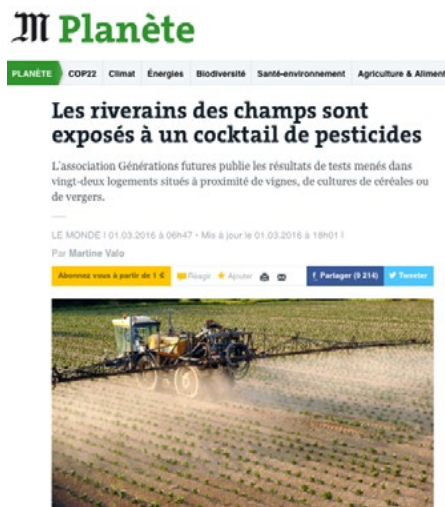 M Planète
PLANÈTE COP22 Climat Énergies Biodiversité Santé-environnement Agriculture & Aliment
Les riverains des champs sont
exposés à un cocktail de pesticides
L'association Générations futures publie les résultats de tests menés dans
vingt-deux logements situés à proximité de vignes, de cultures de céréales ou
de vergers.
LE MONDE | 01.03.2016 à 06h47 • Mis à jour le 01.03.2016 à 18h01 |
Par Martine Valo
Abonnez vous à partir de 1 € Réagir Ajouter f Partager (9 214) Tweeter